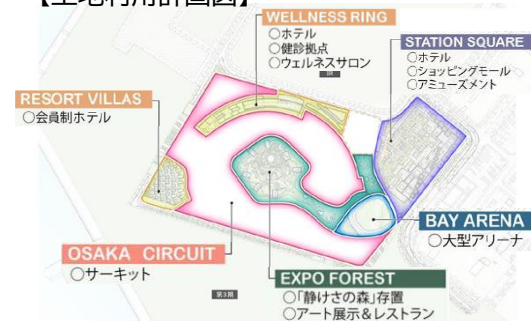 【土地利用計画図】
WELLNESS RING
○ホテル
○健診拠点
○ウェルネスサロン
STATION SQUARE
○ホテル
○ショッピングモール
○アミューズメント
RESORT VILLAS
○会員制ホテル
BAY ARENA
○大型アリーナ
OSAKA CIRCUIT
○サーキット
EXPO FOREST
○「静けさの森」存置
○アート展示&レストラン
第3期